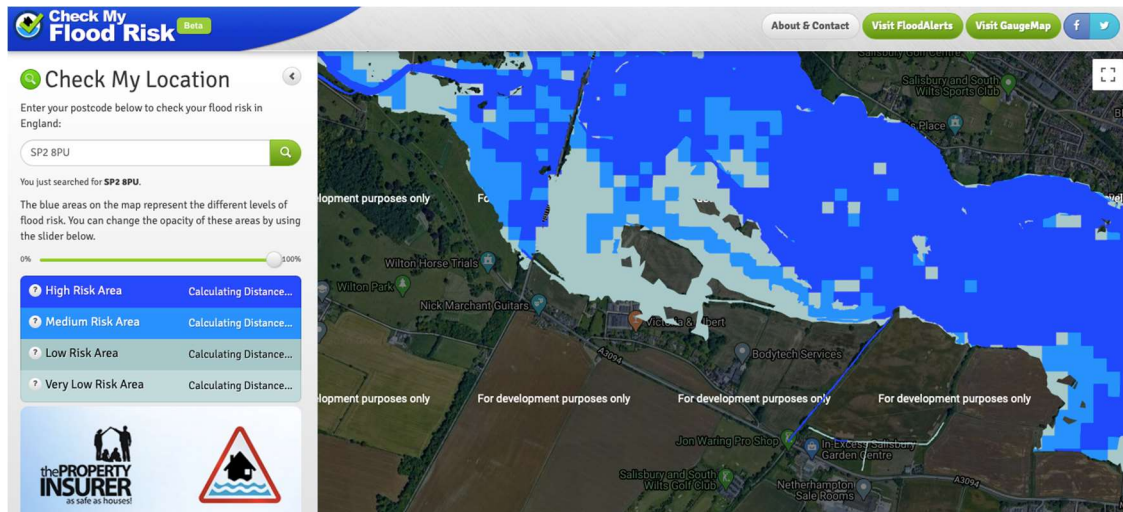 Check My
Flood Risk
Beta
About & Contact
Visit FloodAlerts
Visit GaugeMap
Check My Location
Enter your postcode below to check your flood risk in
England:
SP2 8PU
You just searched for SP2 8PU.
The blue areas on the map represent the different levels of
flood risk. You can change the opacity of these areas by using
the slider below.
0%
100%
? High Risk Area Calculating Distance...
? Medium Risk Area Calculating Distance...
? Low Risk Area Calculating Distance...
? Very Low Risk Area Calculating Distance...
thePROPERTY
INSURER
as safe as houses!
Salisbury and South
Wilts Sports Club
Place
lopment purposes only
Wilton Horse Trials
Wilton Park
Nick Marchant Guitars
Bodytech Services
A3094
lopment purposes only
For development purposes only
For development purposes only
For development purposes only
Jon Waring Pro Shop
In-Excess Salisbury
Garden Centre
Salisbury and South
Wilts Golf Club
Netherhampton
Sale Rooms
A3094